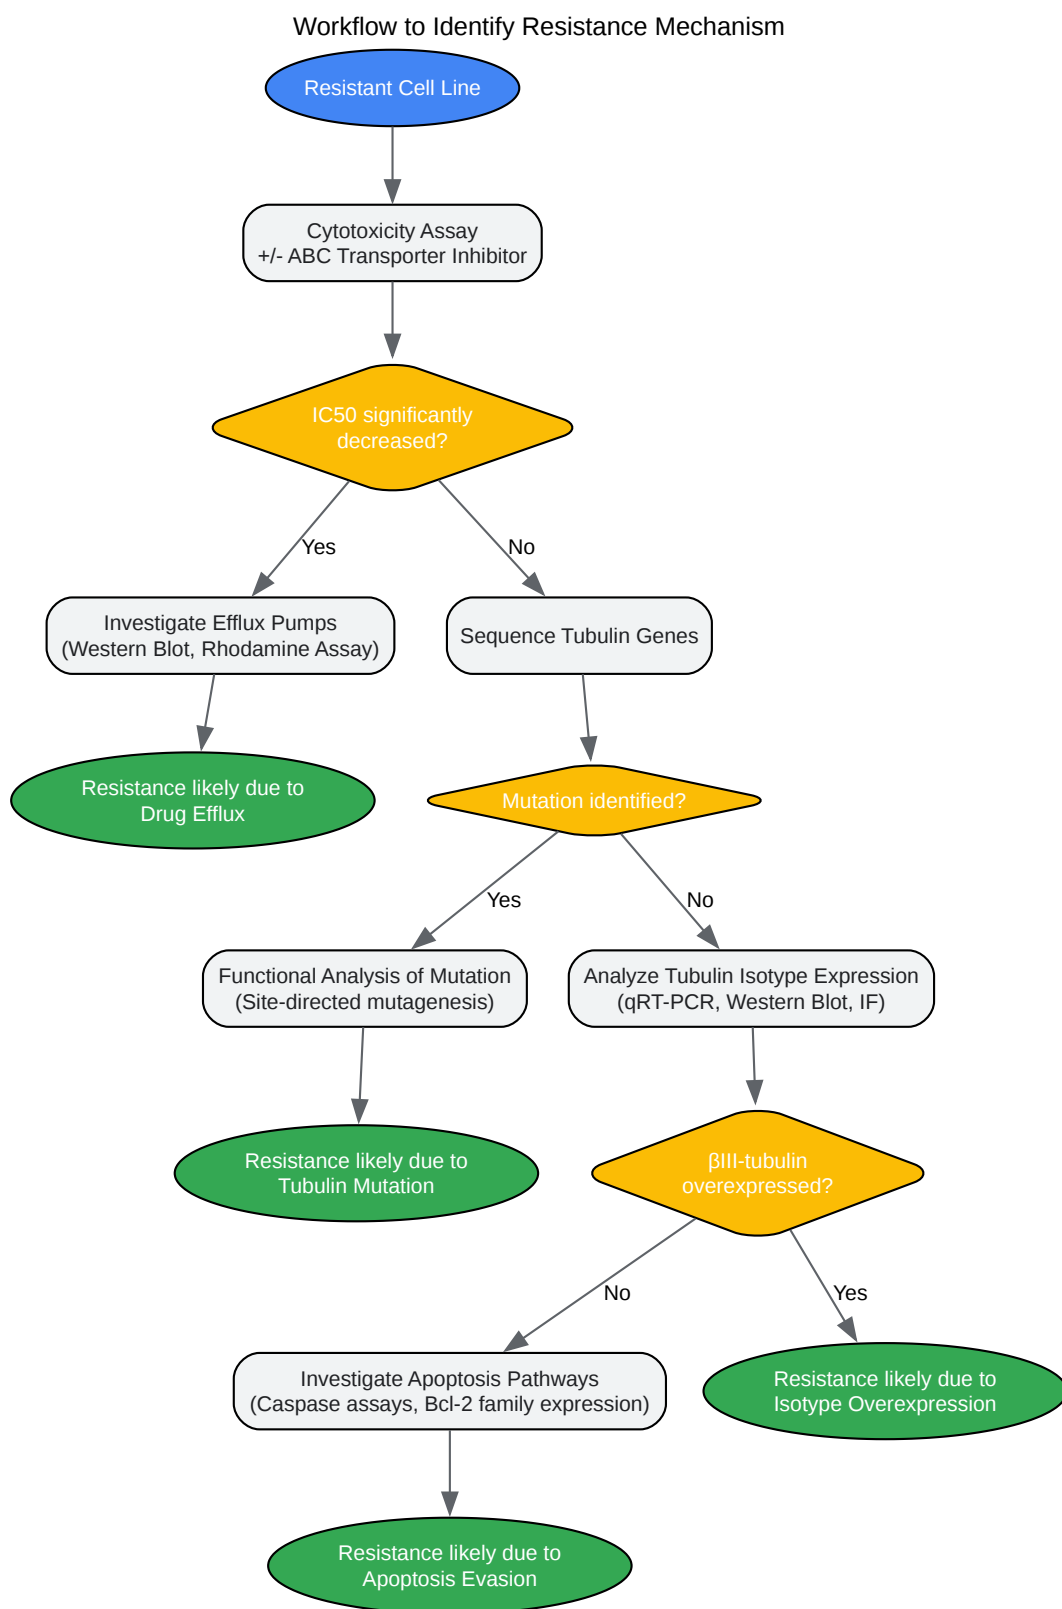 Workflow to Identify Resistance Mechanism
Resistant Cell Line
Cytotoxicity Assay
+/- ABC Transporter Inhibitor
IC50 significantly
decreased?
Yes
No
Investigate Efflux Pumps
(Western Blot, Rhodamine Assay)
Sequence Tubulin Genes
Resistance likely due to
Drug Efflux
Mutation identified?
Yes
No
Functional Analysis of Mutation
(Site-directed mutagenesis)
Analyze Tubulin Isotype Expression
(qRT-PCR, Western Blot, IF)
Resistance likely due to
Tubulin Mutation
βIII-tubulin
overexpressed?
No
Yes
Investigate Apoptosis Pathways
(Caspase assays, Bcl-2 family expression)
Resistance likely due to
Isotype Overexpression
Resistance likely due to
Apoptosis Evasion